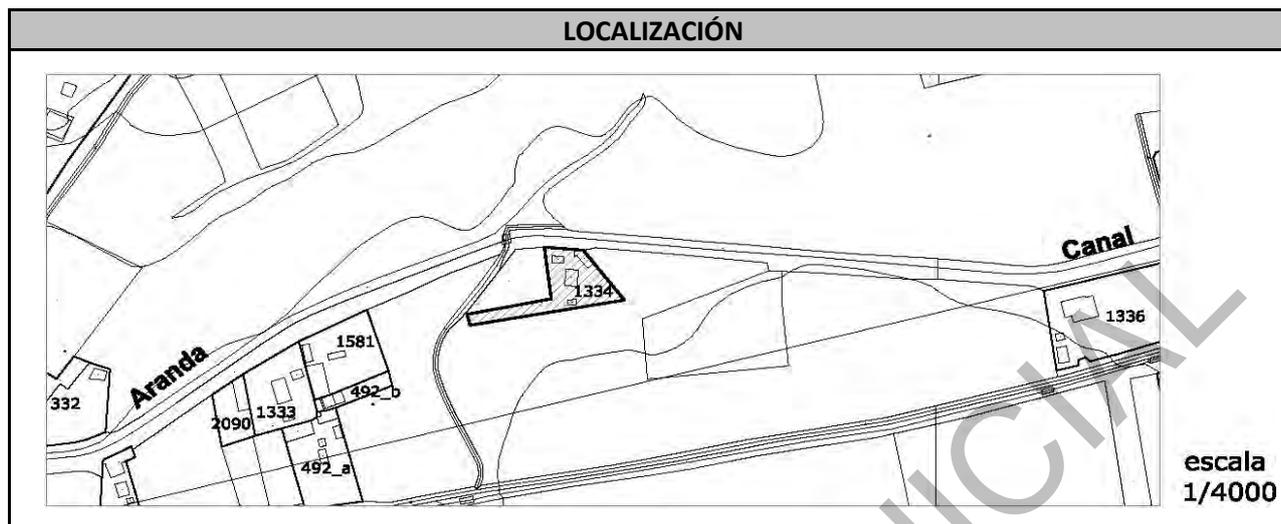 LOCALIZACIÓN
Canal
1334
1336
1581
Aranda
492_b
332
1333
2090
492_a
escala
1/4000